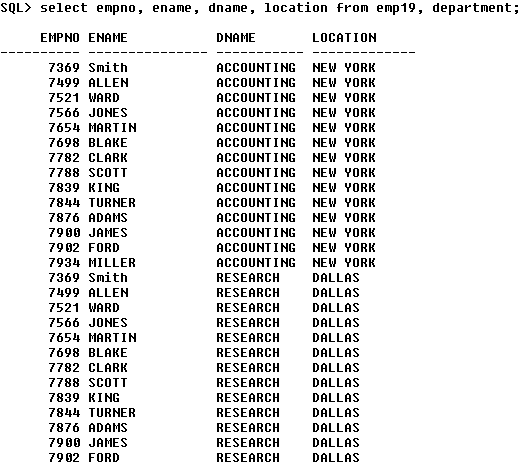 SQL> select empno, ename, dname, location from emp19, department;
EMPNO ENAME DNAME LOCATION
---------- ---------------- ----------- -------------
7369 Smith ACCOUNTING NEW YORK
7499 ALLEN ACCOUNTING NEW YORK
7521 WARD ACCOUNTING NEW YORK
7566 JONES ACCOUNTING NEW YORK
7654 MARTIN ACCOUNTING NEW YORK
7698 BLAKE ACCOUNTING NEW YORK
7782 CLARK ACCOUNTING NEW YORK
7788 SCOTT ACCOUNTING NEW YORK
7839 KING ACCOUNTING NEW YORK
7844 TURNER ACCOUNTING NEW YORK
7876 ADAMS ACCOUNTING NEW YORK
7900 JAMES ACCOUNTING NEW YORK
7902 FORD ACCOUNTING NEW YORK
7934 MILLER ACCOUNTING NEW YORK
7369 Smith RESEARCH DALLAS
7499 ALLEN RESEARCH DALLAS
7521 WARD RESEARCH DALLAS
7566 JONES RESEARCH DALLAS
7654 MARTIN RESEARCH DALLAS
7698 BLAKE RESEARCH DALLAS
7782 CLARK RESEARCH DALLAS
7788 SCOTT RESEARCH DALLAS
7839 KING RESEARCH DALLAS
7844 TURNER RESEARCH DALLAS
7876 ADAMS RESEARCH DALLAS
7900 JAMES RESEARCH DALLAS
7902 FORD RESEARCH DALLAS